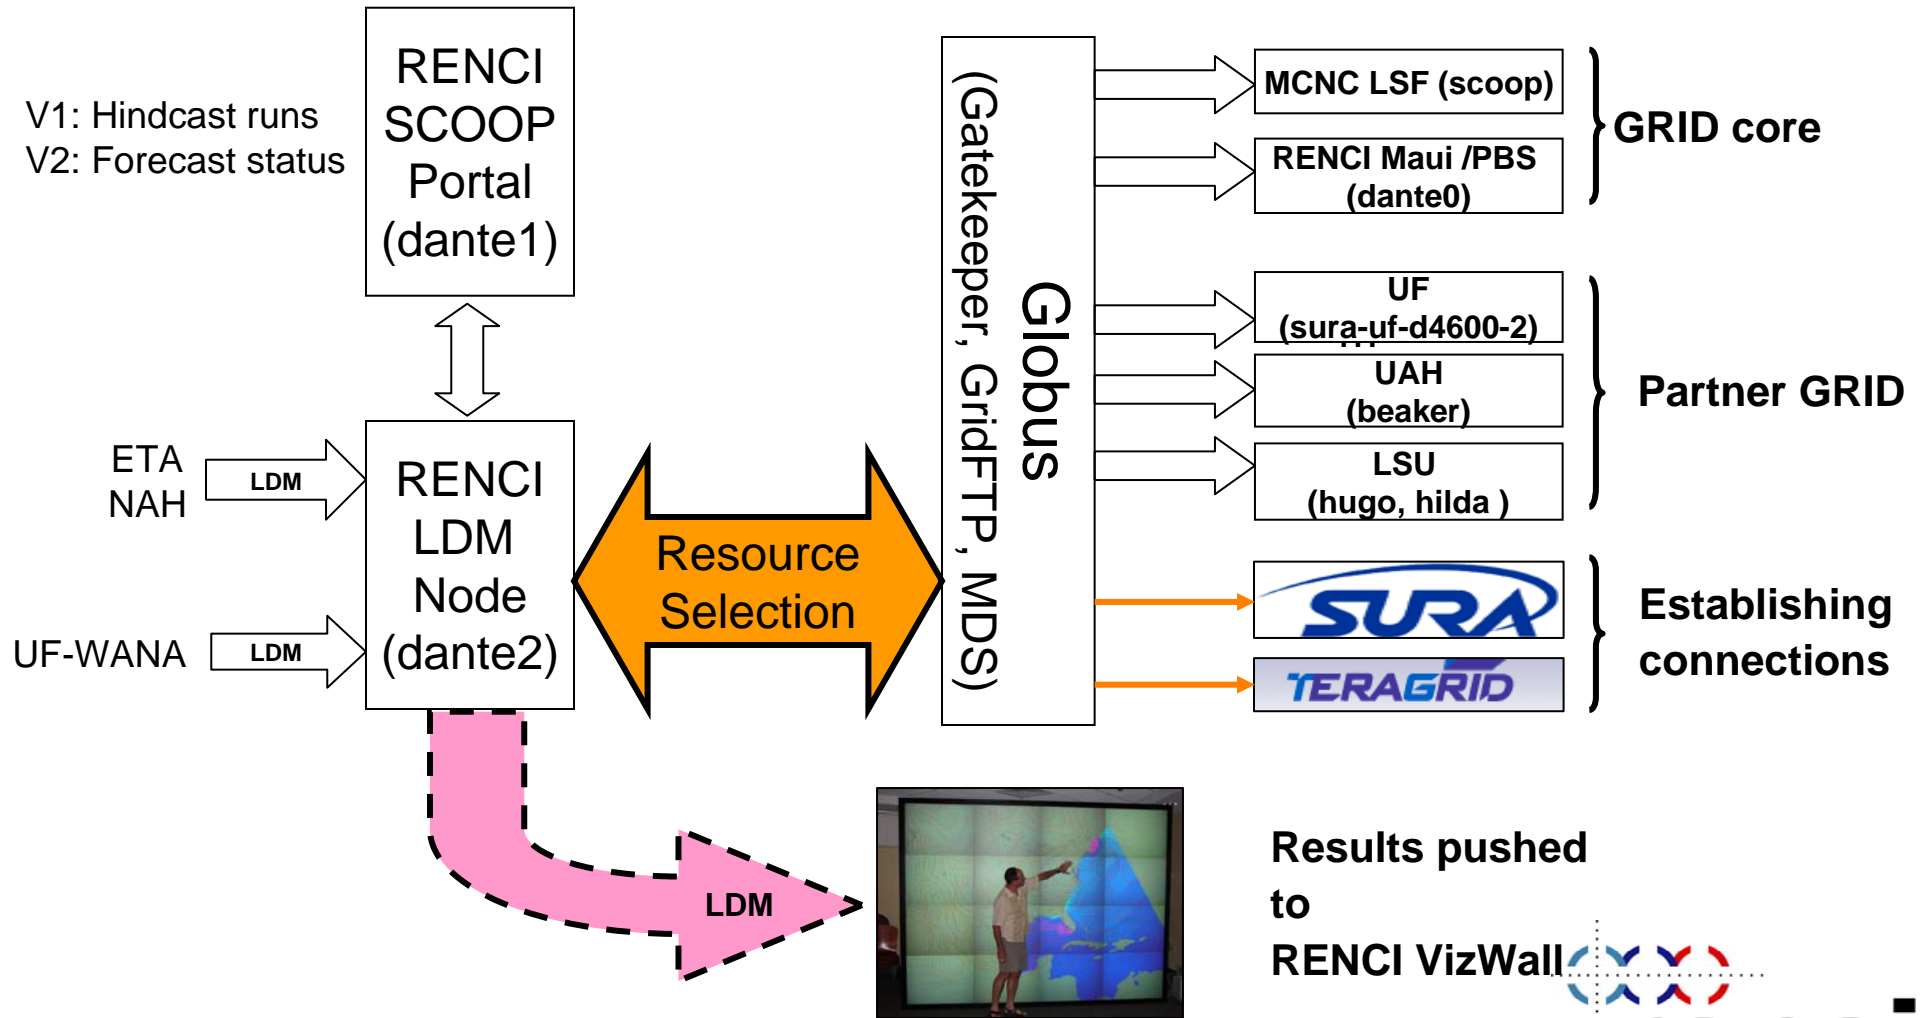 V1: Hindcast runs
V2: Forecast status
RENCI
SCOOP
Portal
(dante1)
ETA
NAH
LDM
UF-WANA
LDM
RENCI
LDM
Node
(dante2)
Resource
Selection
Globus
(Gatekeeper, GridFTP, MDS)
MCNC LSF (scoop)
RENCI Maui /PBS
(dante0)
GRID core
UF
(sura-uf-d4600-2)
...
UAH
(beaker)
LSU
(hugo, hilda )
Partner GRID
SURA
TERAGRID
Establishing
connections
LDM
Results pushed
to
RENCI VizWall